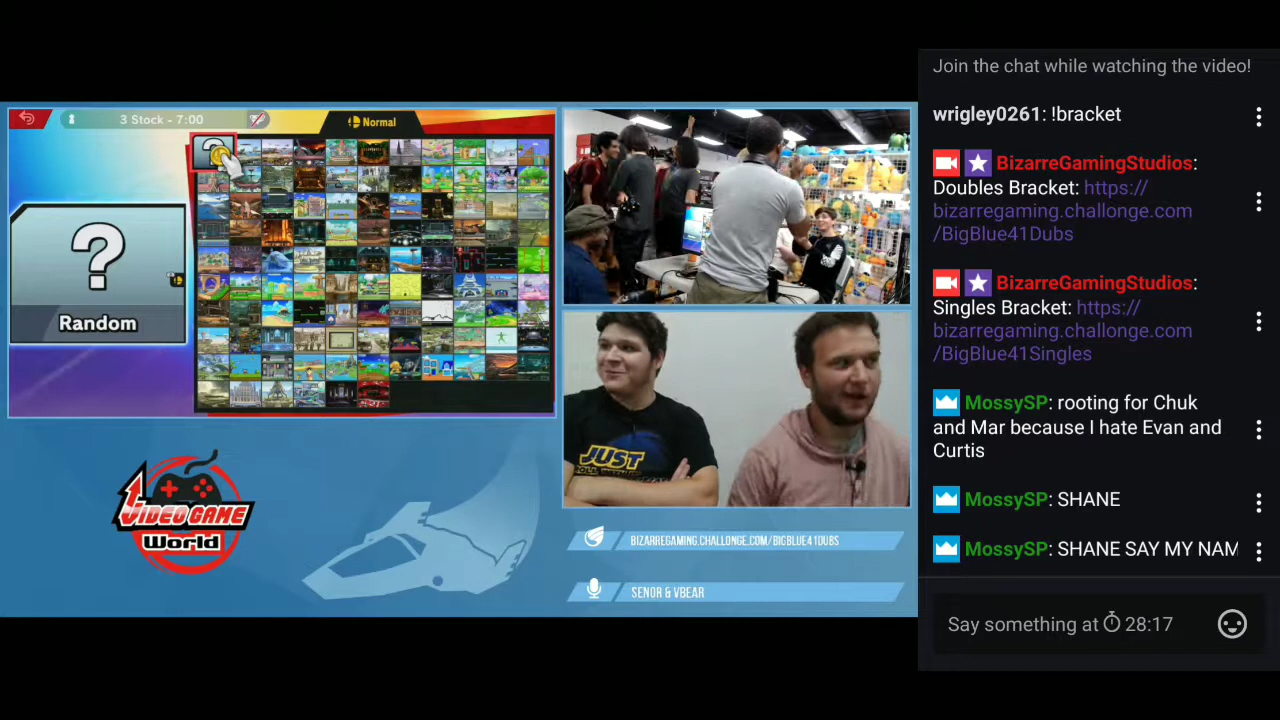 3 Stock - 7:00
Normal
?
Random
VIDEO GAME
World
JUST
BIZARREGAMING.CHALLONGE.COM/BIGBLUE41DUBS
SENOR & VBEAR
Join the chat while watching the video!
wrigley0261: !bracket
BizarreGamingStudios:
Doubles Bracket: https://
bizarregaming.challonge.com
/BigBlue41Dubs
BizarreGamingStudios:
Singles Bracket: https://
bizarregaming.challonge.com
/BigBlue41Singles
MossySP: rooting for Chuk
and Mar because I hate Evan and
Curtis
MossySP: SHANE
MossySP: SHANE SAY MY NAM
Say something at 28:17